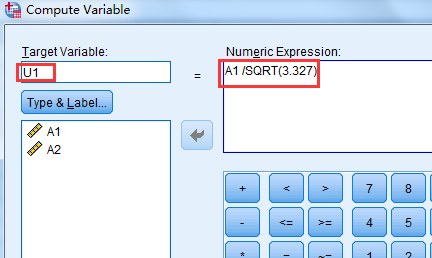 Compute Variable
Target Variable:
Numeric Expression:
U1
=
A1 /SQRT(3.327)
Type & Label...
A1
A2
+ < > 7 8
- <= >= 4 5
* = ~= 1 2